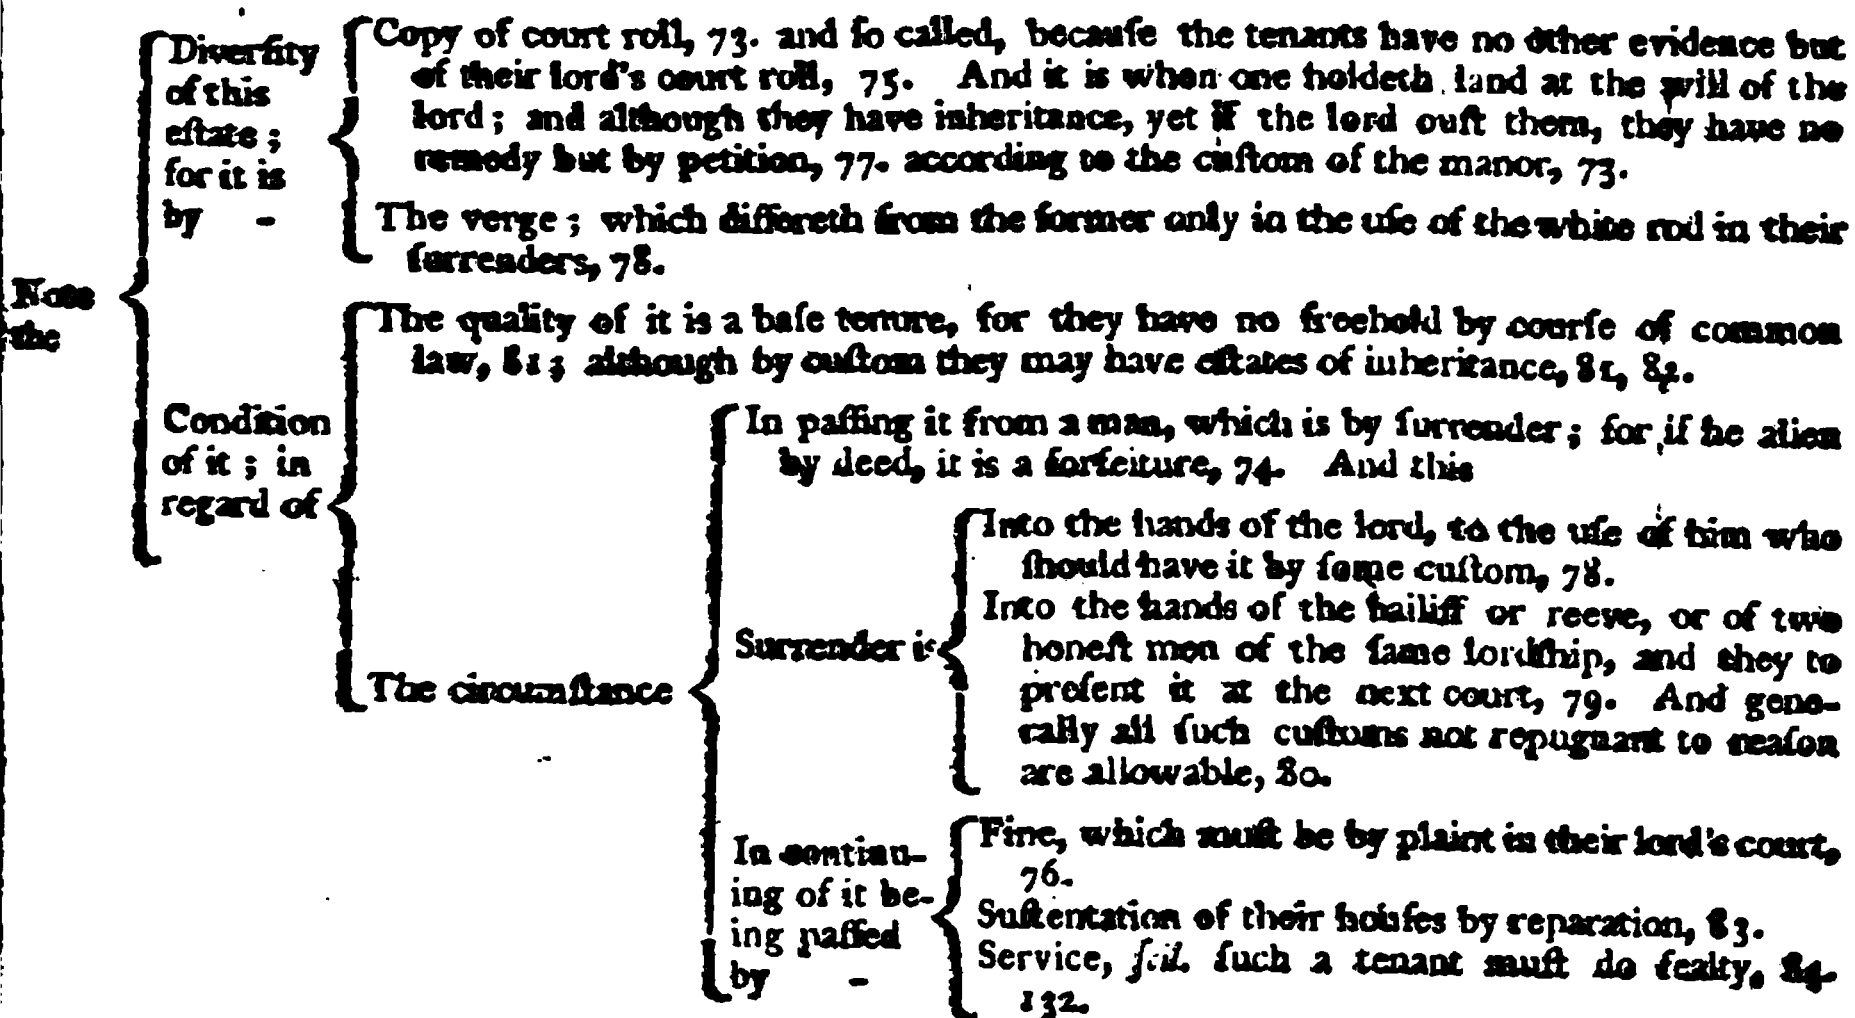 Note
the
Diversity
of this
estate ;
for it is
by -
Copy of court roll, 73. and ſo called, becauſe the tenants have no other evidence but
of their lord's court roll, 75. And it is when one holdeth land at the will of the
lord ; and although they have inheritance, yet if the lord ouſt them, they have no
remedy but by petition, 77. according to the cuſtom of the manor, 73.
The verge ; which differeth from the former only in the uſe of the white rod in their
ſurrenders, 78.
Condition
of it ; in
regard of
The quality of it is a baſe tenure, for they have no freehold by courſe of common
law, 81 ; although by cuſtom they may have eſtates of inheritance, 81, 82.
The circumſtance
In paſſing it from a man, which is by ſurrender ; for if he alien
by deed, it is a forfeiture, 74. And this
Surrender is
Into the hands of the lord, to the uſe of him who
ſhould have it by ſome cuſtom, 78.
Into the hands of the bailiff or reeve, or of two
honeſt men of the ſame lordſhip, and they to
preſent it at the next court, 79. And gene-
rally all ſuch cuſtoms not repugnant to reaſon
are allowable, 80.
In continu-
ing of it be-
ing paſſed
by -
Fine, which muſt be by plaint in their lord's court,
76.
Suſtentation of their houſes by reparation, 83.
Service, ſcil. ſuch a tenant muſt do fealty, 84.
132.